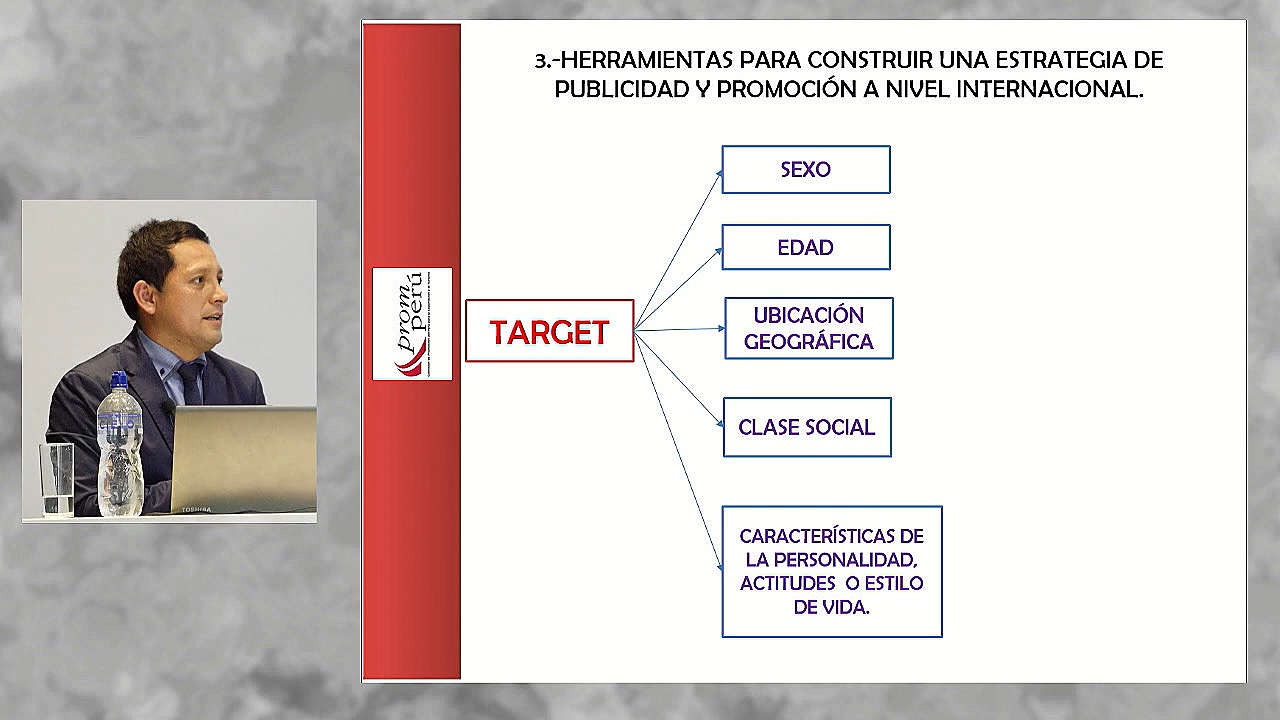 3.-HERRAMIENTAS PARA CONSTRUIR UNA ESTRATEGIA DE
PUBLICIDAD Y PROMOCIÓN A NIVEL INTERNACIONAL.
SEXO
EDAD
UBICACIÓN
GEOGRÁFICA
TARGET
CLASE SOCIAL
CARACTERÍSTICAS DE
LA PERSONALIDAD,
ACTITUDES O ESTILO
DE VIDA.
prom
perú
TOSHIBA